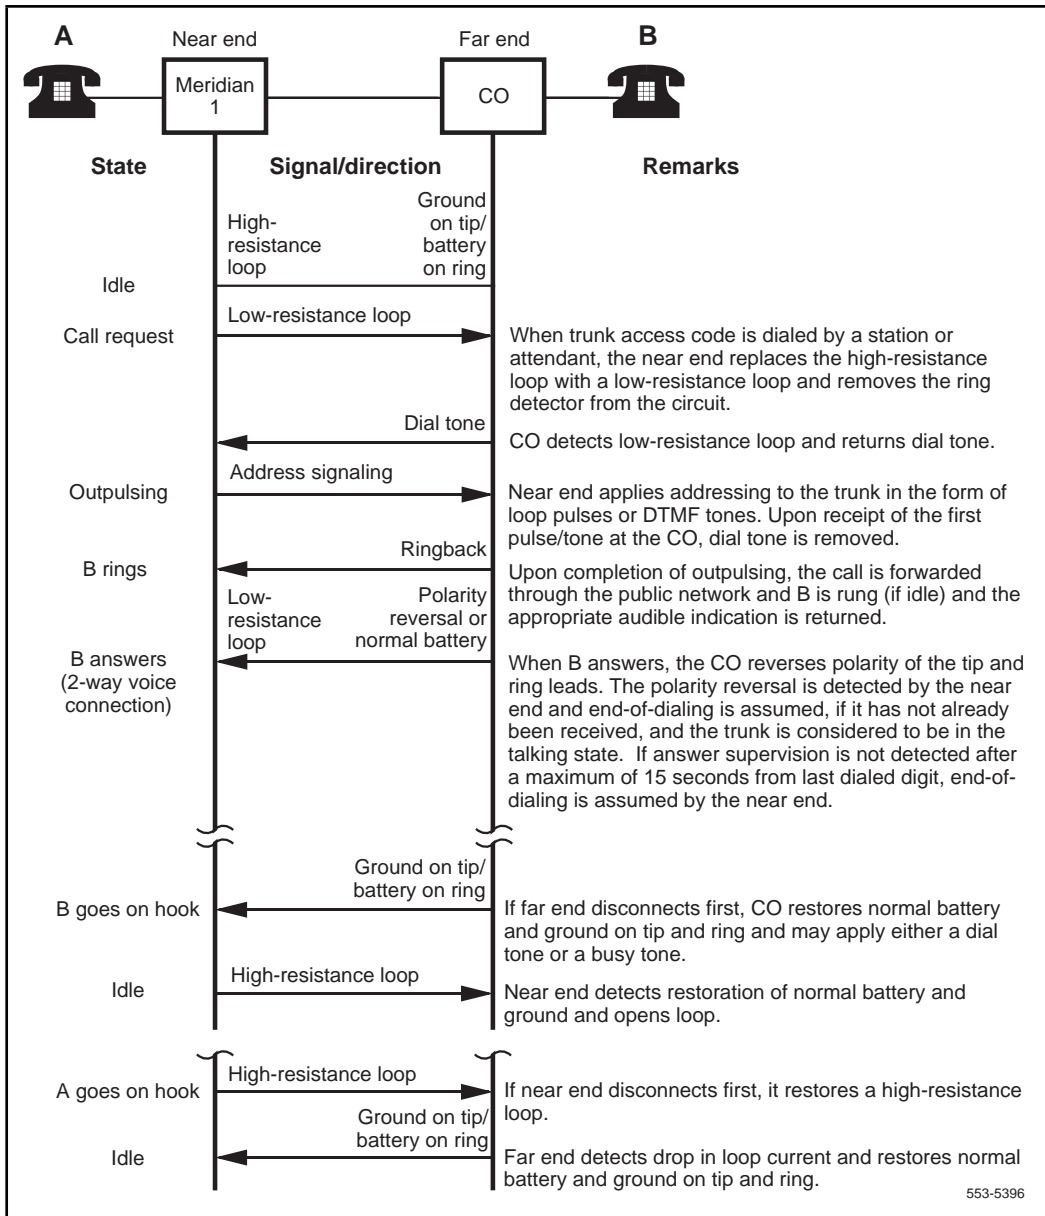 A
Near end
Far end
B
Meridian
1
CO
State
Signal/direction
Remarks
High-
resistance
loop
Ground
on tip/
battery
on ring
Idle
Low-resistance loop
Call request
When trunk access code is dialed by a station or
attendant, the near end replaces the high-resistance
loop with a low-resistance loop and removes the ring
detector from the circuit.
Dial tone
CO detects low-resistance loop and returns dial tone.
Address signaling
Outpulsing
Near end applies addressing to the trunk in the form of
loop pulses or DTMF tones. Upon receipt of the first
pulse/tone at the CO, dial tone is removed.
Ringback
B rings
Upon completion of outpulsing, the call is forwarded
through the public network and B is rung (if idle) and the
appropriate audible indication is returned.
Low-
resistance
loop
Polarity
reversal or
normal battery
B answers
(2-way voice
connection)
When B answers, the CO reverses polarity of the tip and
ring leads. The polarity reversal is detected by the near
end and end-of-dialing is assumed, if it has not already
been received, and the trunk is considered to be in the
talking state.  If answer supervision is not detected after
a maximum of 15 seconds from last dialed digit, end-of-
dialing is assumed by the near end.
Ground on tip/
battery on ring
B goes on hook
If far end disconnects first, CO restores normal battery
and ground on tip and ring and may apply either a dial
tone or a busy tone.
High-resistance loop
Idle
Near end detects restoration of normal battery and
ground and opens loop.
High-resistance loop
A goes on hook
If near end disconnects first, it restores a high-resistance
loop.
Ground on tip/
battery on ring
Idle
Far end detects drop in loop current and restores normal
battery and ground on tip and ring.
553-5396